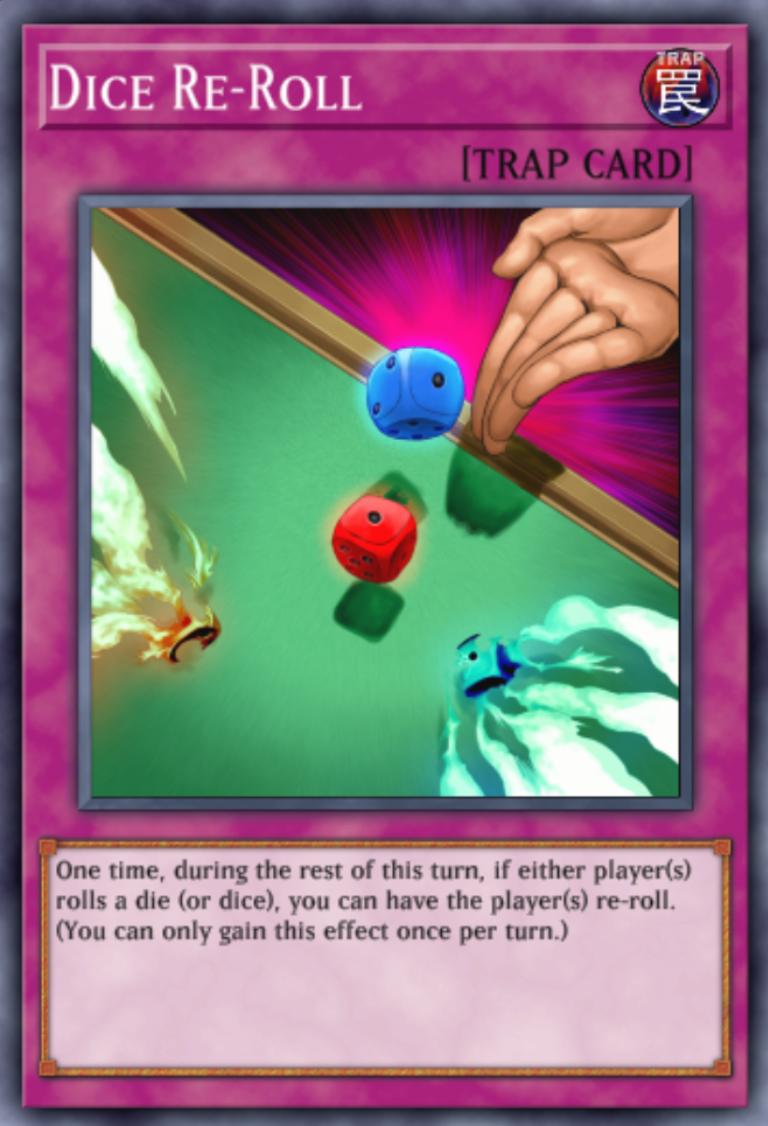 DICE RE-ROLL
TRAP
罠
[TRAP CARD]
One time, during the rest of this turn, if either player(s)
rolls a die (or dice), you can have the player(s) re-roll.
(You can only gain this effect once per turn.)